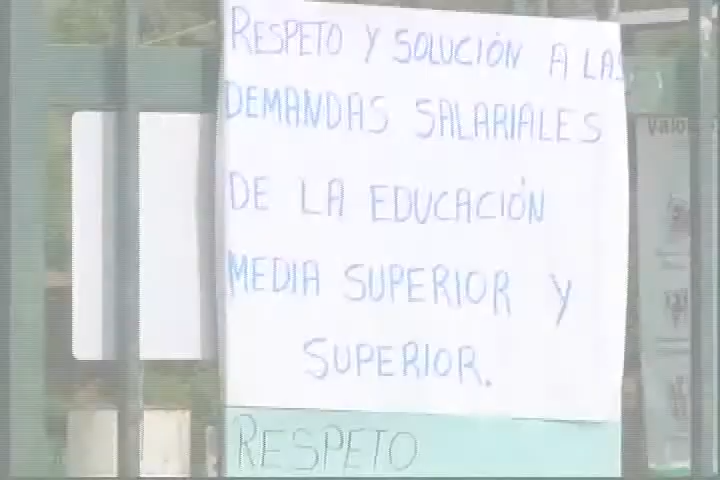 RESPETO Y SOLUCIÓN A LAS
DEMANDAS SALARIALES
DE LA EDUCACIÓN
MEDIA SUPERIOR Y
SUPERIOR.
RESPETO